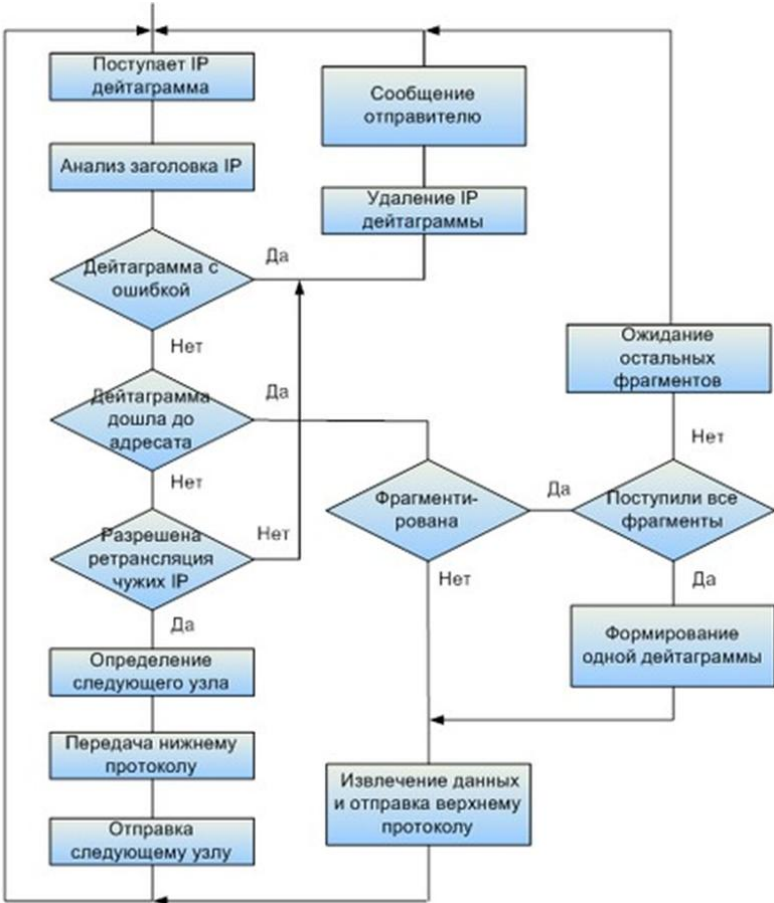 Поступает IP
дейтаграмма
Сообщение
отправителю
Анализ заголовка IP
Удаление IP
дейтаграммы
Дейтаграмма с
ошибкой
Да
Нет
Ожидание
остальных
фрагментов
Дейтаграмма
дошла до
адресата
Да
Нет
Нет
Фрагменти-
рована
Да
Поступили все
фрагменты
Разрешена
ретрансляция
чужих IP
Нет
Нет
Да
Да
Формирование
одной дейтаграммы
Определение
следующего узла
Передача нижнему
протоколу
Извлечение данных
и отправка верхнему
протоколу
Отправка
следующему узлу